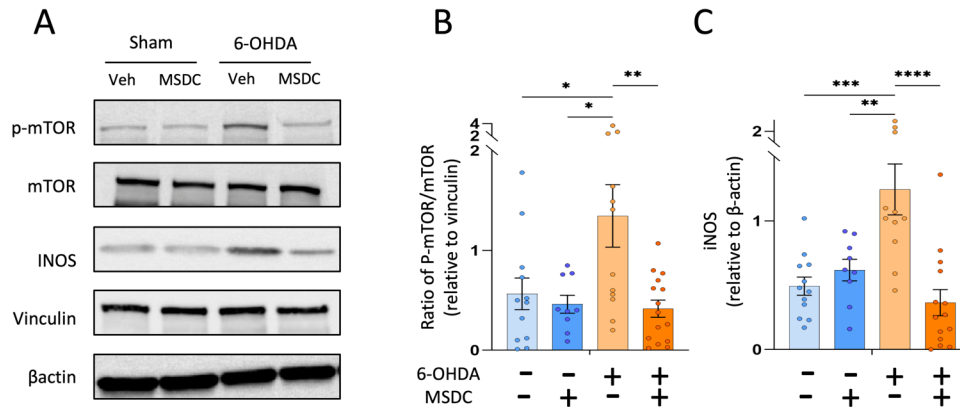 A
Sham 6-OHDA
Veh MSDC Veh MSDC
p-mTOR
mTOR
INOS
Vinculin
βactin
B
Ratio of P-mTOR/mTOR
(relative to vinculin)
* **
*
4
2
2
1
0
6-OHDA − − + +
MSDC − + − +
C
iNOS
(relative to β-actin)
*** ****
**
2
1
0
− − + +
− + − +